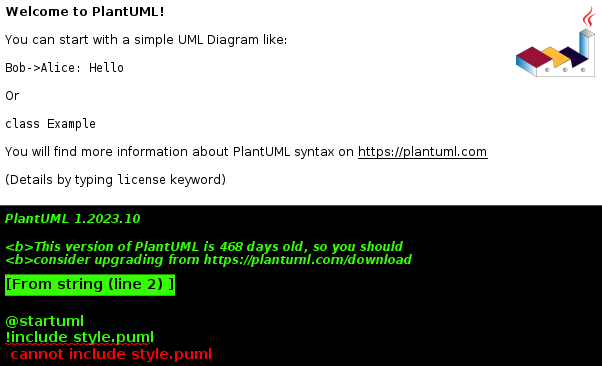 Welcome to PlantUML!
You can start with a simple UML Diagram like:
Bob->Alice: Hello
Or
class Example
You will find more information about PlantUML syntax on https://plantuml.com
(Details by typing license keyword)
PlantUML 1.2023.10
<b>This version of PlantUML is 468 days old, so you should
<b>consider upgrading from https://plantuml.com/download
[From string (line 2) ]
@startuml
!include style.puml
cannot include style.puml